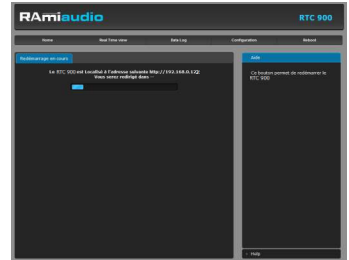 RAmiaudio
RTC 900
Home
Real Time view
Data Log
Configuration
Reboot
Redémarrage en cours
Le RTC 900 est Localisé à l'adresse suivante http://192.168.0.12
Vous serez redirigé dans
Aide
Ce bouton permet de redémarrer le
RTC 900
Help